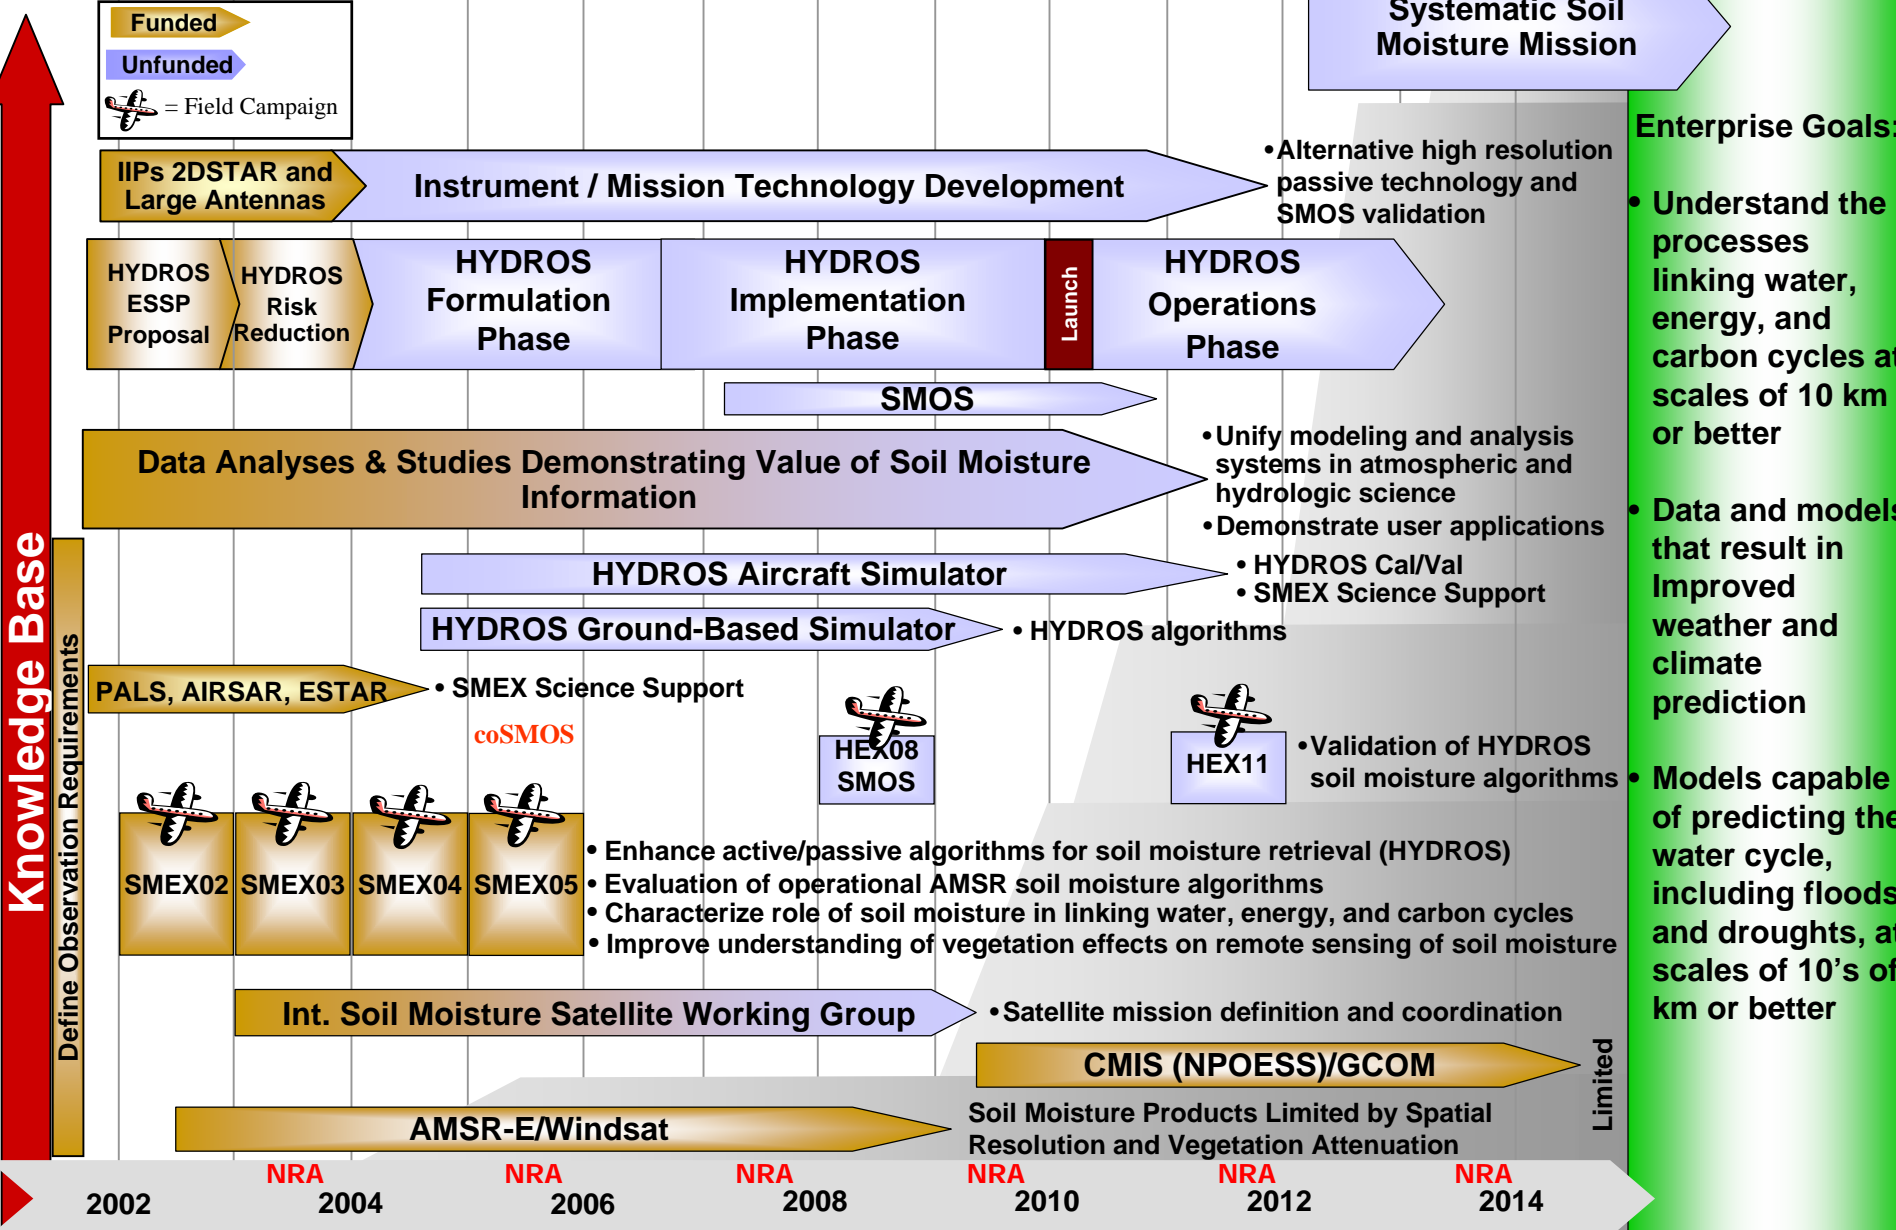 Funded
Unfunded
= Field Campaign
Systematic Soil
Moisture Mission
IIPs 2DSTAR and
Large Antennas
Instrument / Mission Technology Development
•Alternative high resolution
passive technology and
SMOS validation
HYDROS
ESSP
Proposal
HYDROS
Risk
Reduction
HYDROS
Formulation
Phase
HYDROS
Implementation
Phase
Launch
HYDROS
Operations
Phase
SMOS
Data Analyses & Studies Demonstrating Value of Soil Moisture
Information
•Unify modeling and analysis
systems in atmospheric and
hydrologic science
•Demonstrate user applications
HYDROS Aircraft Simulator
• HYDROS Cal/Val
• SMEX Science Support
HYDROS Ground-Based Simulator
• HYDROS algorithms
PALS, AIRSAR, ESTAR
• SMEX Science Support
coSMOS
HEX08
SMOS
HEX11
•Validation of HYDROS
soil moisture algorithms
SMEX02
SMEX03
SMEX04
SMEX05
• Enhance active/passive algorithms for soil moisture retrieval (HYDROS)
• Evaluation of operational AMSR soil moisture algorithms
• Characterize role of soil moisture in linking water, energy, and carbon cycles
• Improve understanding of vegetation effects on remote sensing of soil moisture
Int. Soil Moisture Satellite Working Group
•Satellite mission definition and coordination
CMIS (NPOESS)/GCOM
Limited
AMSR-E/Windsat
Soil Moisture Products Limited by Spatial
Resolution and Vegetation Attenuation
Knowledge Base
Define Observation Requirements
NRA NRA NRA NRA NRA NRA
2002 2004 2006 2008 2010 2012 2014
Enterprise Goals:
• Understand the
processes
linking water,
energy, and
carbon cycles at
scales of 10 km
or better
• Data and models
that result in
Improved
weather and
climate
prediction
• Models capable
of predicting the
water cycle,
including floods
and droughts, at
scales of 10's of
km or better